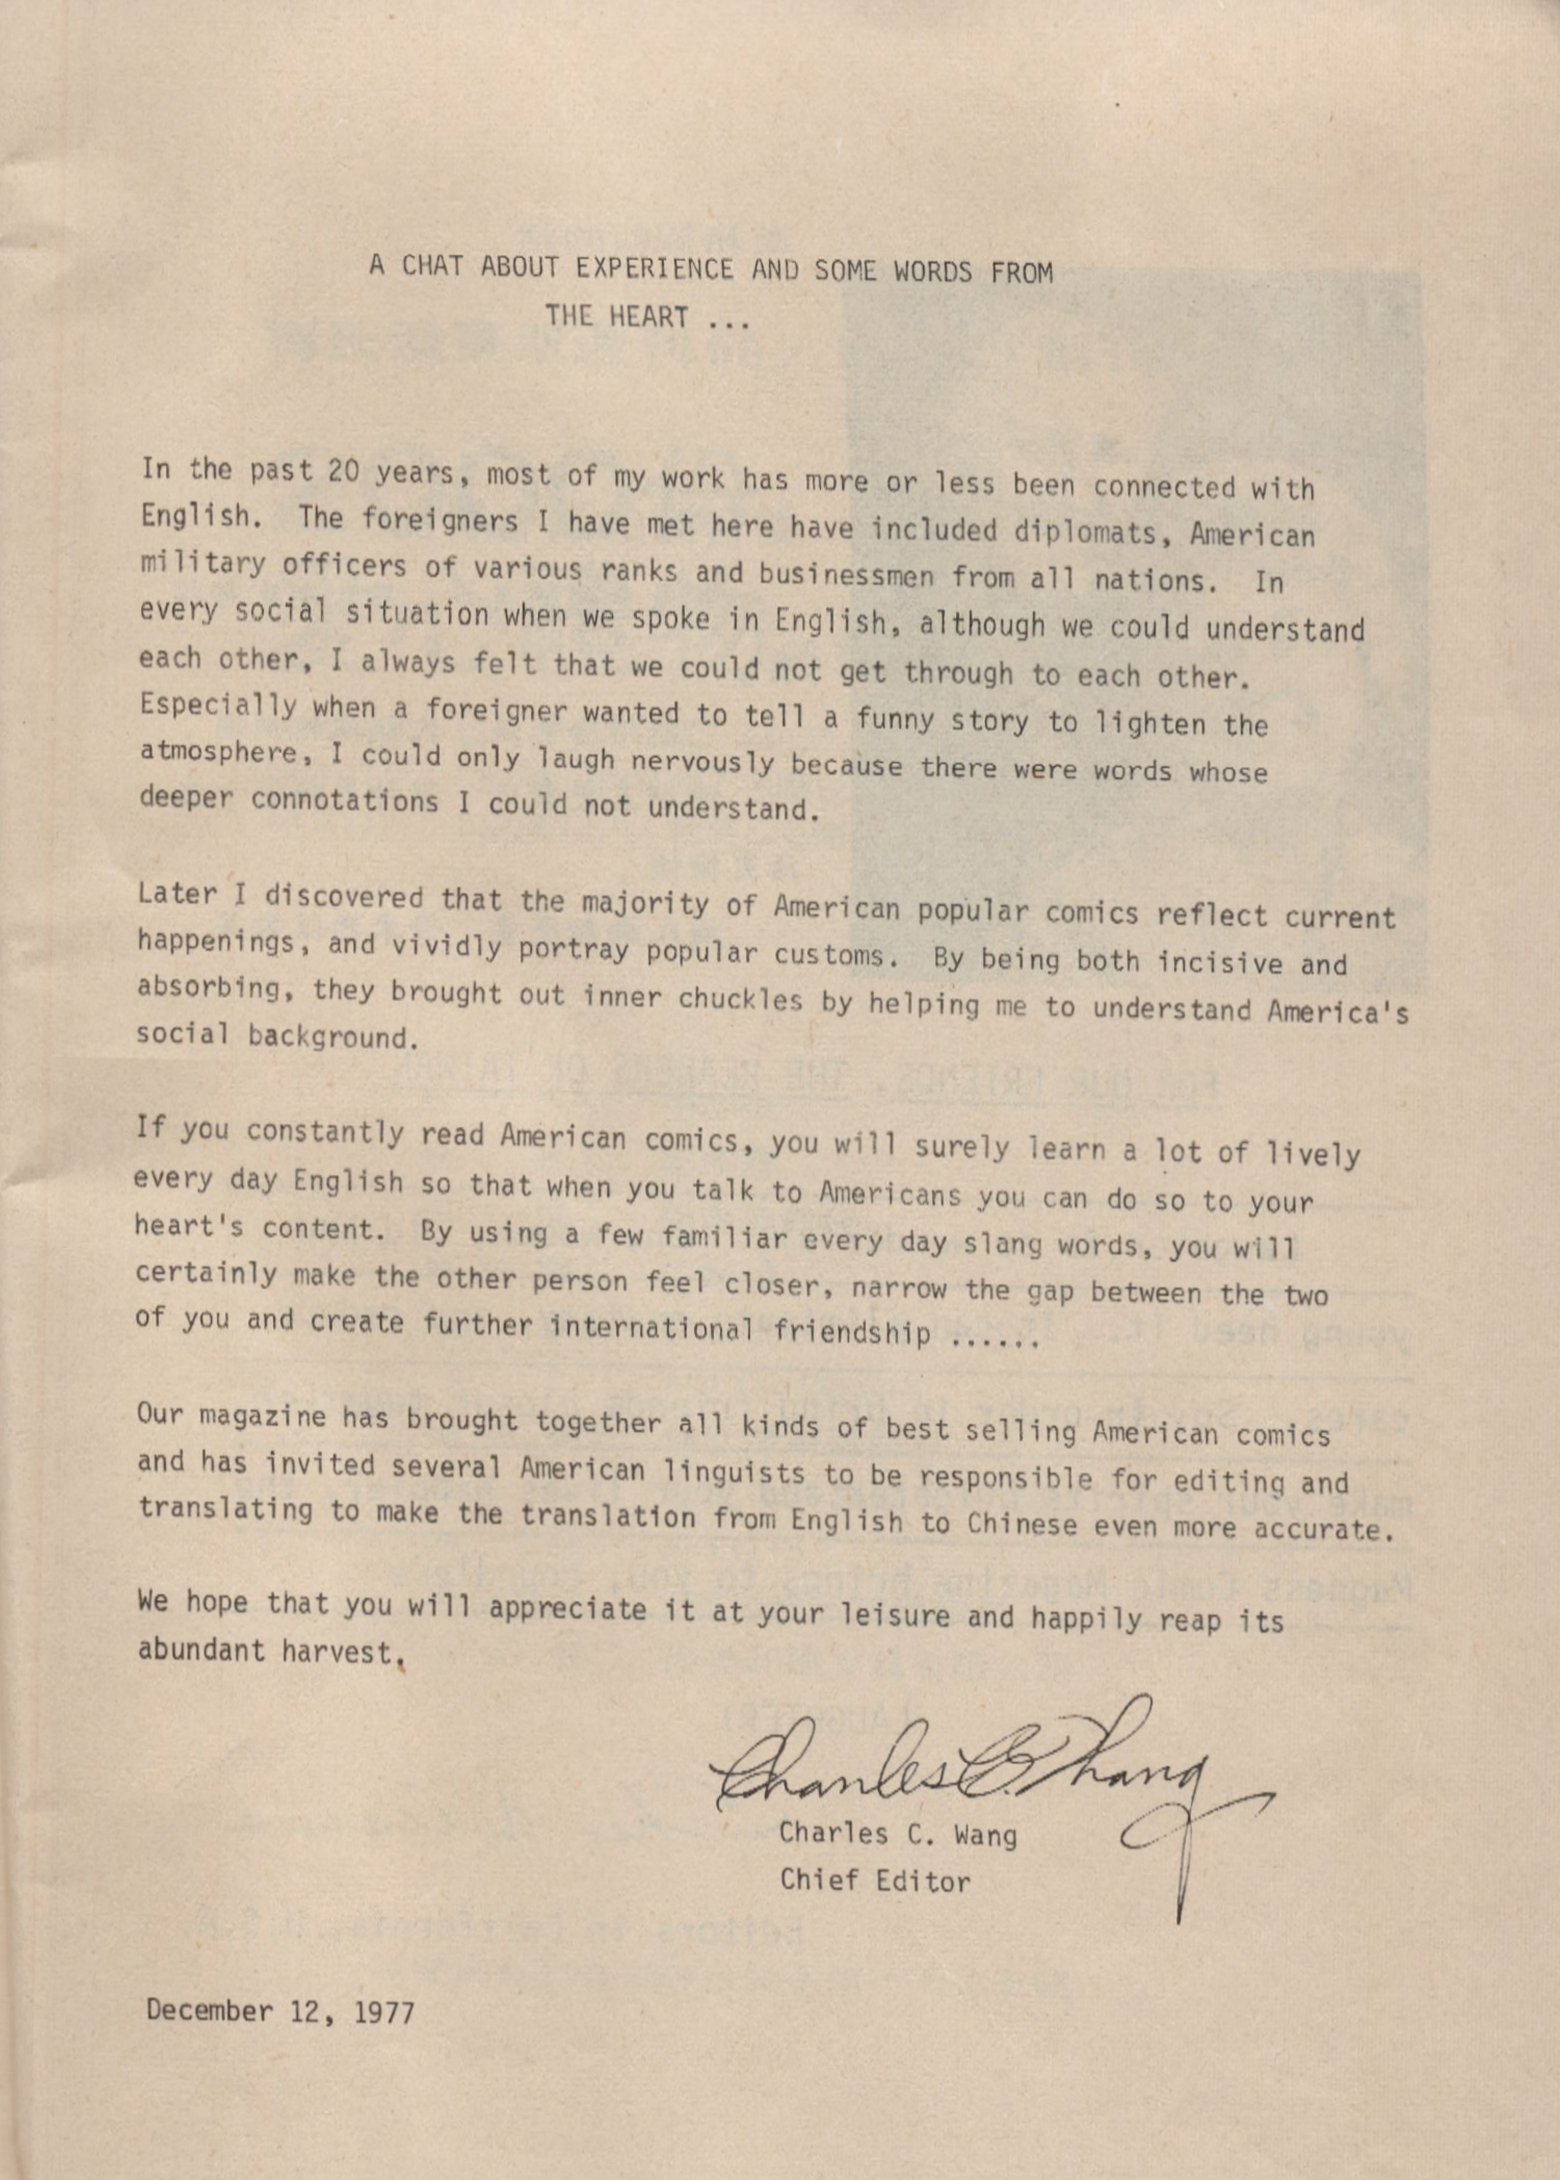 A CHAT ABOUT EXPERIENCE AND SOME WORDS FROM
THE HEART ...
In the past 20 years, most of my work has more or less been connected with
English. The foreigners I have met here have included diplomats, American
military officers of various ranks and businessmen from all nations. In
every social situation when we spoke in English, although we could understand
each other, I always felt that we could not get through to each other.
Especially when a foreigner wanted to tell a funny story to lighten the
atmosphere, I could only laugh nervously because there were words whose
deeper connotations I could not understand.
Later I discovered that the majority of American popular comics reflect current
happenings, and vividly portray popular customs. By being both incisive and
absorbing, they brought out inner chuckles by helping me to understand America's
social background.
If you constantly read American comics, you will surely learn a lot of lively
every day English so that when you talk to Americans you can do so to your
heart's content. By using a few familiar every day slang words, you will
certainly make the other person feel closer, narrow the gap between the two
of you and create further international friendship ......
Our magazine has brought together all kinds of best selling American comics
and has invited several American linguists to be responsible for editing and
translating to make the translation from English to Chinese even more accurate.
We hope that you will appreciate it at your leisure and happily reap its
abundant harvest.
Charles C. Whang
Charles C. Wang
Chief Editor
December 12, 1977